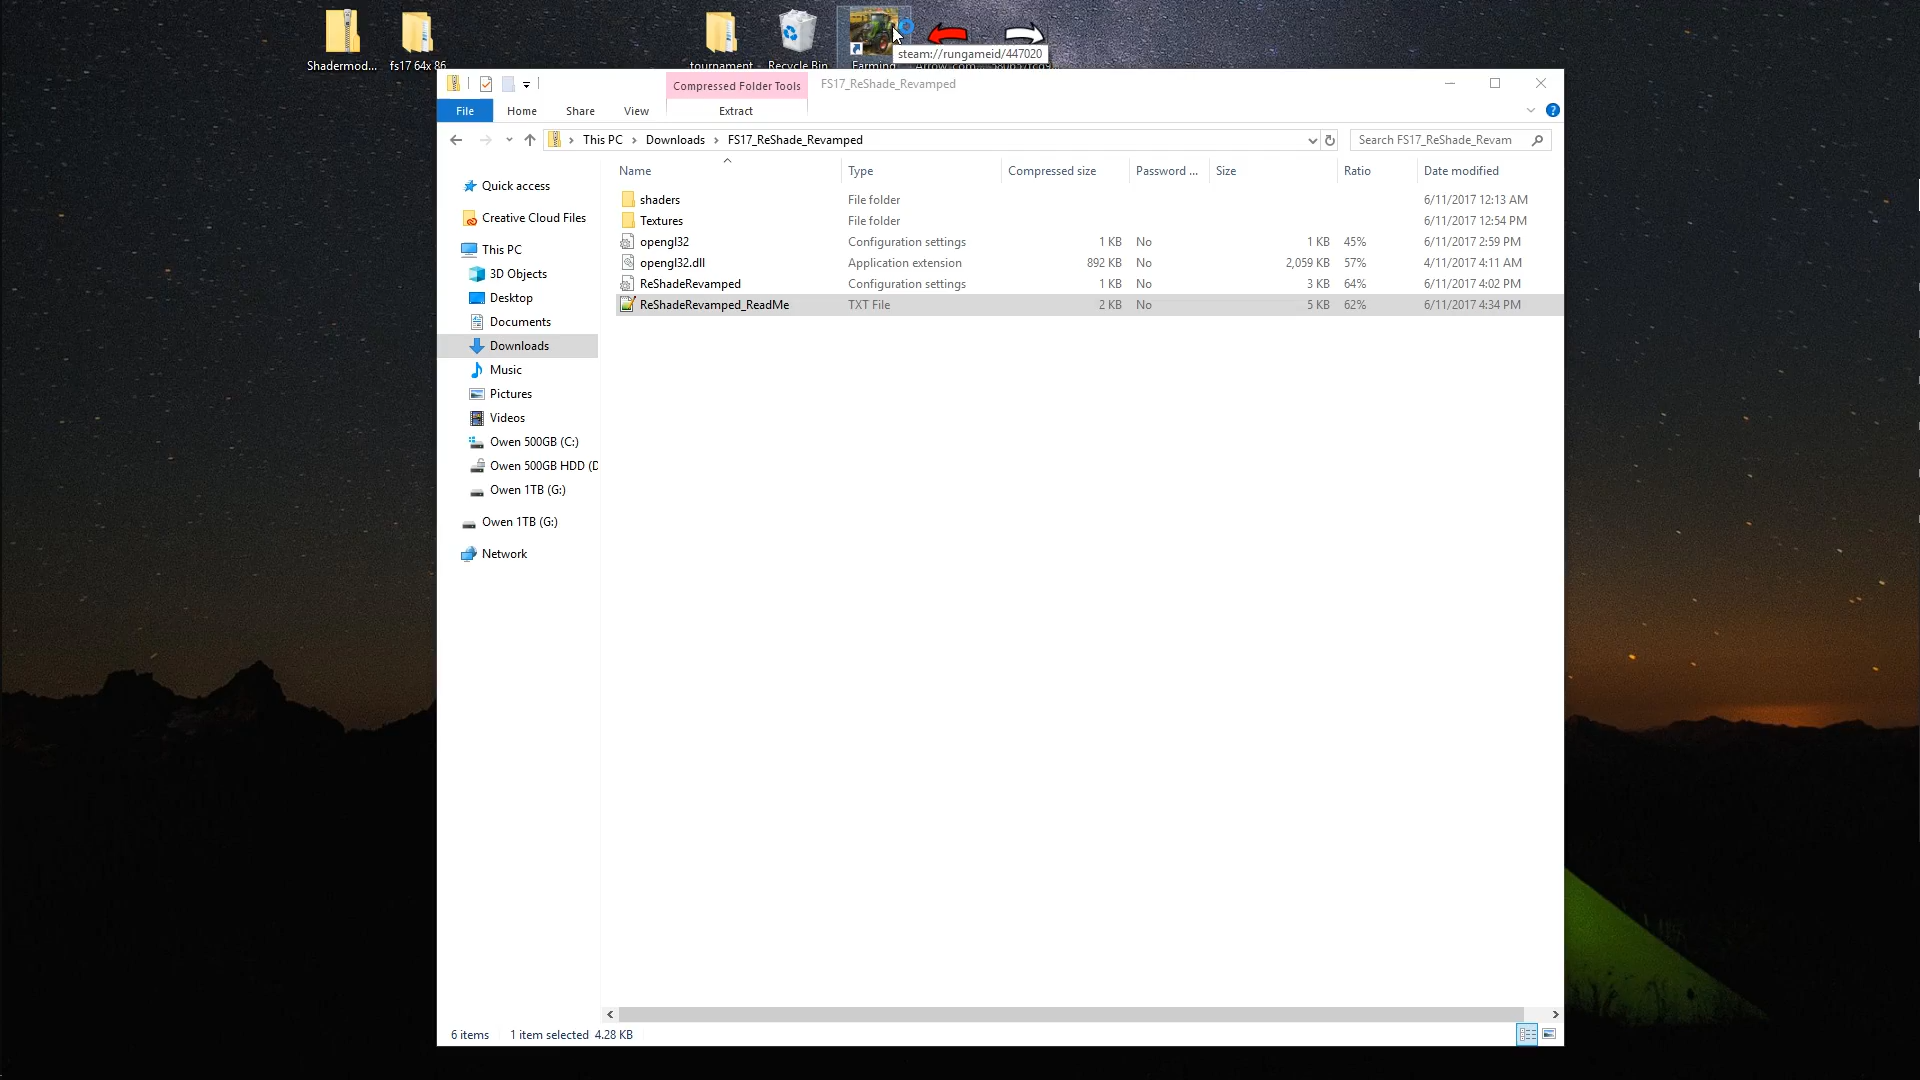 Shadermod...
fs17 64x 86
tournament
Recycle Bin
Farming
steam://rungameid/447020
Compressed Folder Tools
FS17_ReShade_Revamped
File
Home
Share
View
Extract
This PC
Downloads
FS17_ReShade_Revamped
Search FS17_ReShade_Revam
Name
Type
Compressed size
Password ...
Size
Ratio
Date modified
shaders File folder 6/11/2017 12:13 AM
Textures File folder 6/11/2017 12:54 PM
opengl32 Configuration settings 1 KB No 1 KB 45% 6/11/2017 2:59 PM
opengl32.dll Application extension 892 KB No 2,059 KB 57% 4/11/2017 4:11 AM
ReShadeRevamped Configuration settings 1 KB No 3 KB 64% 6/11/2017 4:02 PM
ReShadeRevamped_ReadMe TXT File 2 KB No 5 KB 62% 6/11/2017 4:34 PM
Quick access
Creative Cloud Files
This PC
3D Objects
Desktop
Documents
Downloads
Music
Pictures
Videos
Owen 500GB (C:)
Owen 500GB HDD (D
Owen 1TB (G:)
Owen 1TB (G:)
Network
6 items
1 item selected 4.28 KB